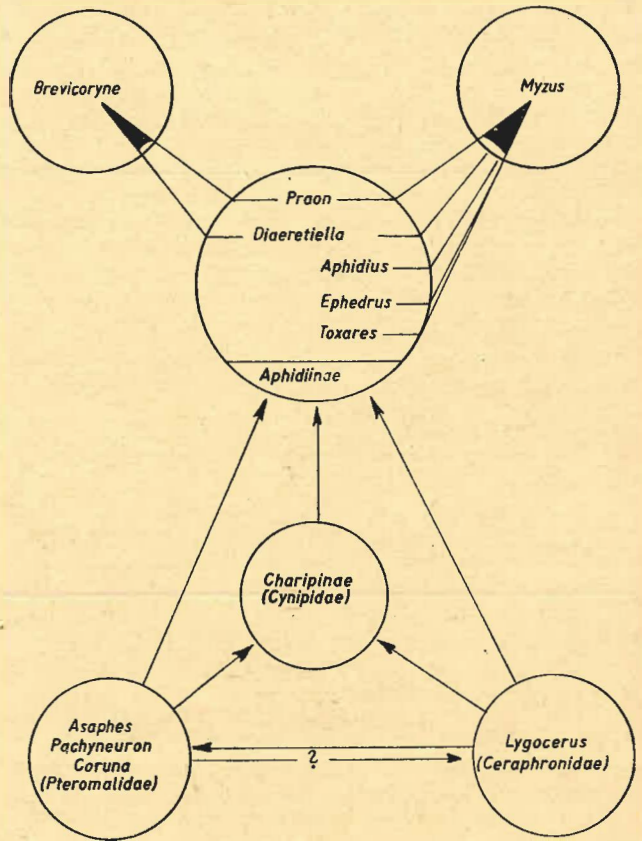 Brevicoryne
Myzus
Praon
Diaeretiella
Aphidius
Ephedrus
Toxares
Aphidiinae
Charipinae
(Cynipidae)
Asaphes
Pachyneuron
Coruna
(Pteromalidae)
?
Lygocerus
(Ceraphronidae)